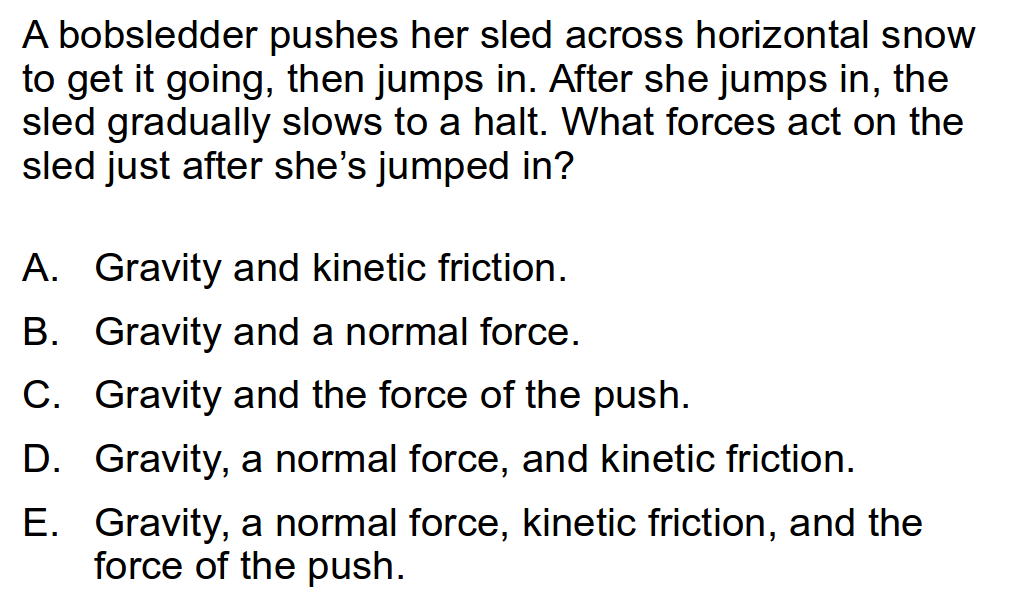 A bobsledder pushes her sled across horizontal snow
to get it going, then jumps in. After she jumps in, the
sled gradually slows to a halt. What forces act on the
sled just after she’s jumped in?
A. Gravity and kinetic friction.
B. Gravity and a normal force.
C. Gravity and the force of the push.
D. Gravity, a normal force, and kinetic friction.
E. Gravity, a normal force, kinetic friction, and the
force of the push.